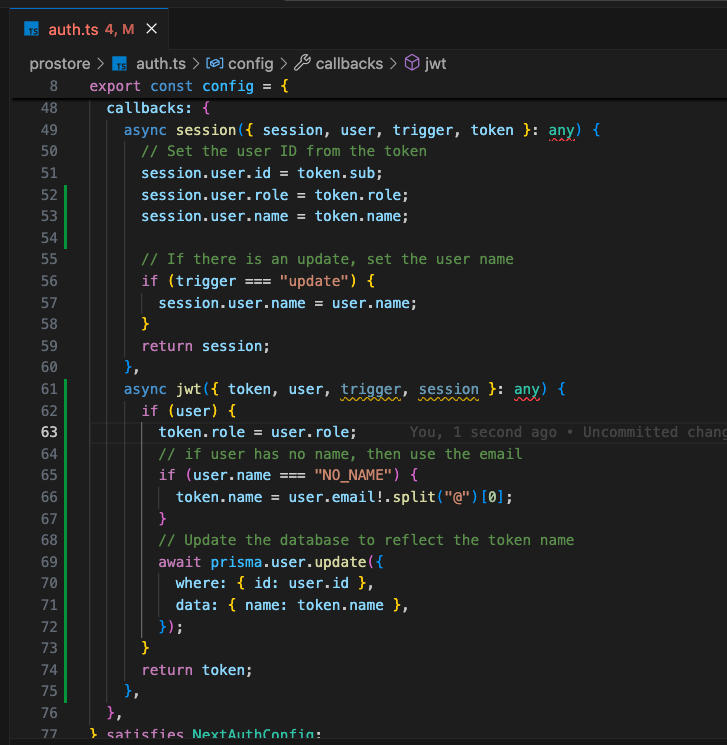 TS auth.ts 4, M ×
prostore > TS auth.ts > config > callbacks > jwt
8 export const config = {
48 callbacks: {
49 async session({ session, user, trigger, token }: any) {
50 // Set the user ID from the token
51 session.user.id = token.sub;
52 session.user.role = token.role;
53 session.user.name = token.name;
54
55 // If there is an update, set the user name
56 if (trigger === "update") {
57 session.user.name = user.name;
58 }
59 return session;
60 },
61 async jwt({ token, user, trigger, session }: any) {
62 if (user) {
63 token.role = user.role; You, 1 second ago • Uncommitted chang
64 // if user has no name, then use the email
65 if (user.name === "NO_NAME") {
66 token.name = user.email!.split("@")[0];
67 }
68 // Update the database to reflect the token name
69 await prisma.user.update({
70 where: { id: user.id },
71 data: { name: token.name },
72 });
73 }
74 return token;
75 },
76 },
77 } satisfies NextAuthConfig;